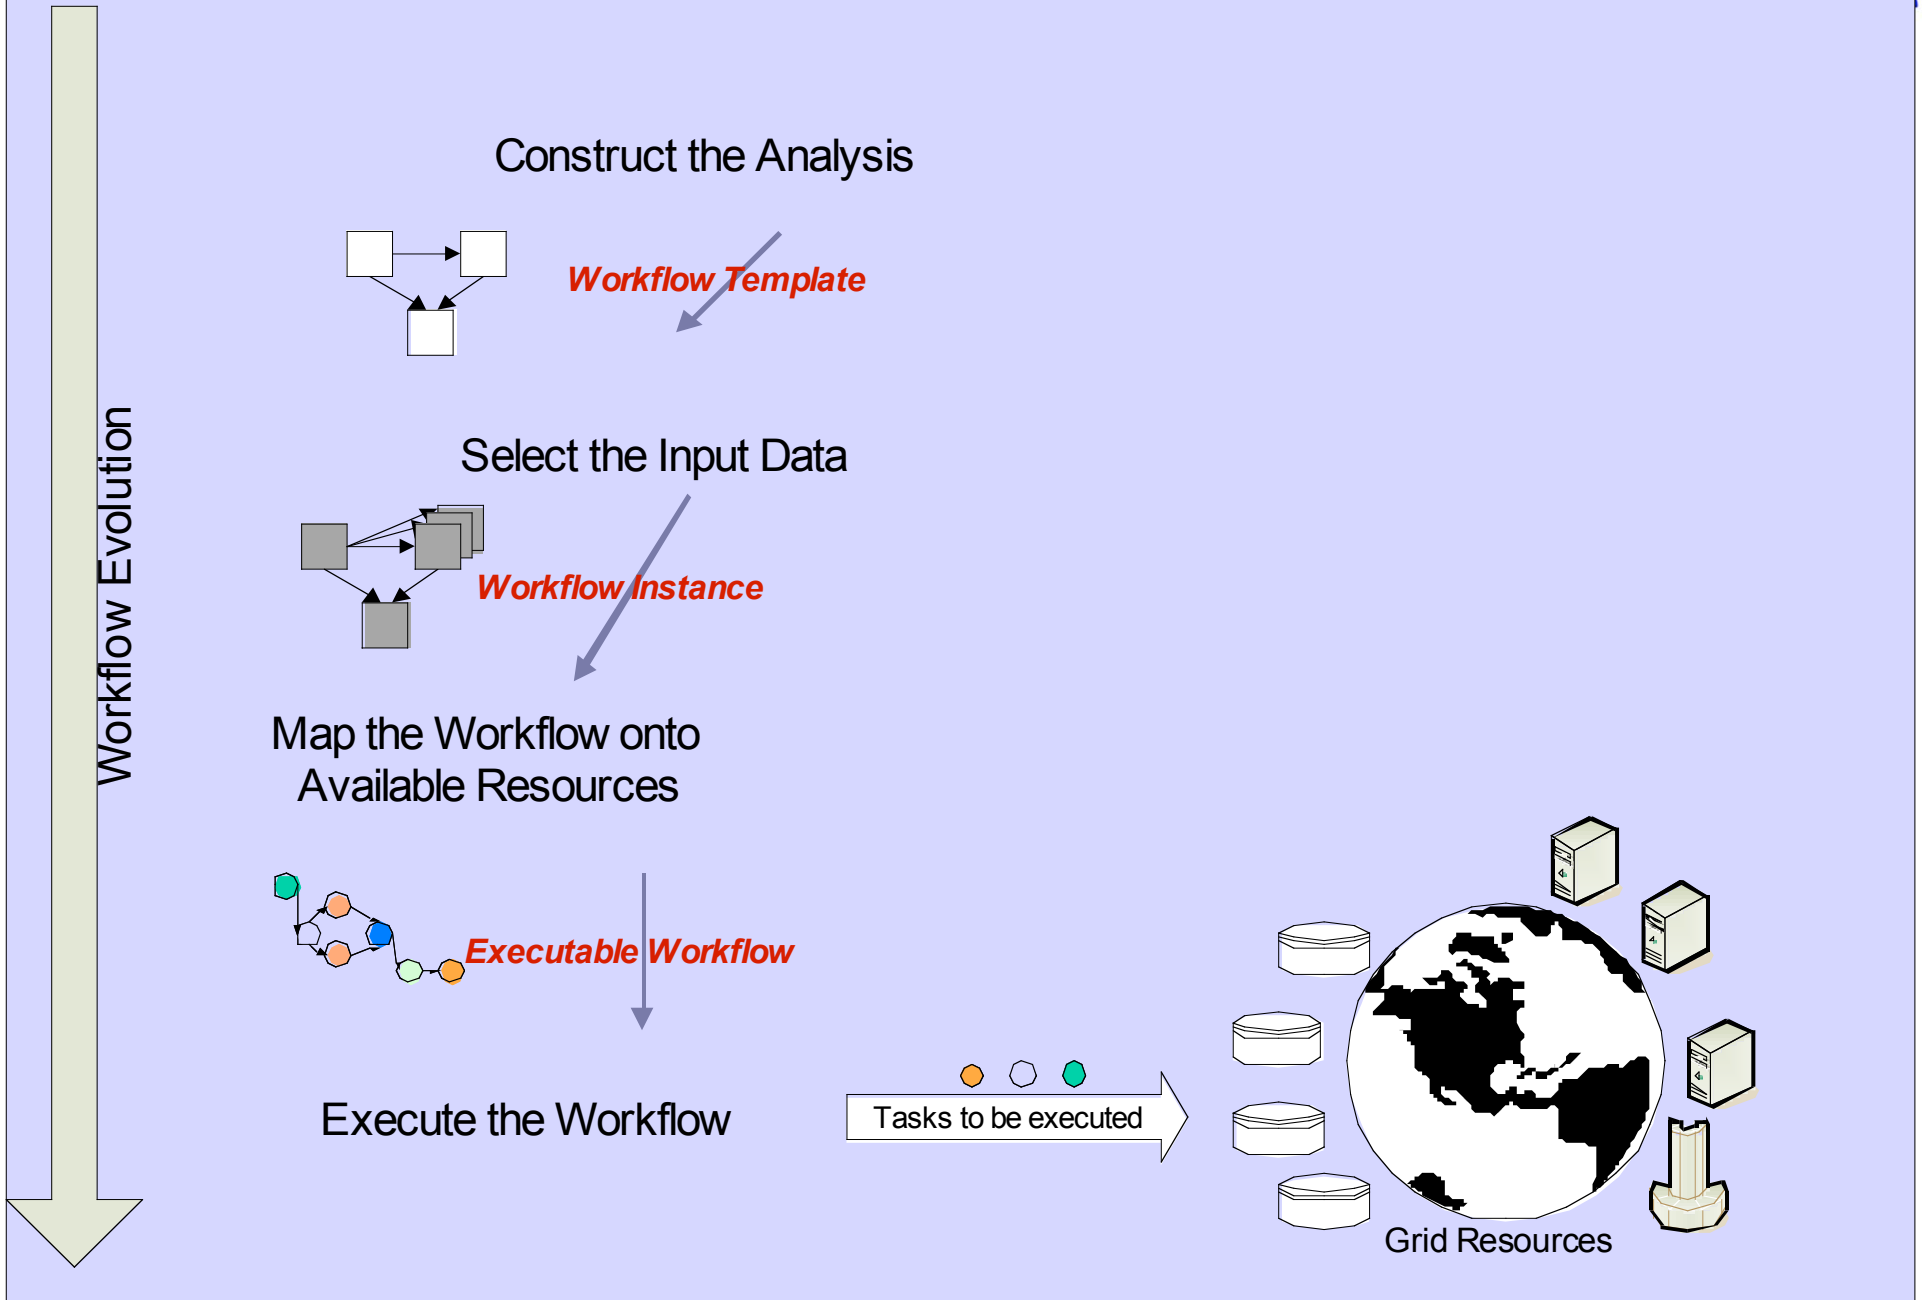 Construct the Analysis
Workflow Template
Select the Input Data
Workflow Instance
Workflow Evolution
Map the Workflow onto
Available Resources
Executable Workflow
Execute the Workflow
Tasks to be executed
Grid Resources